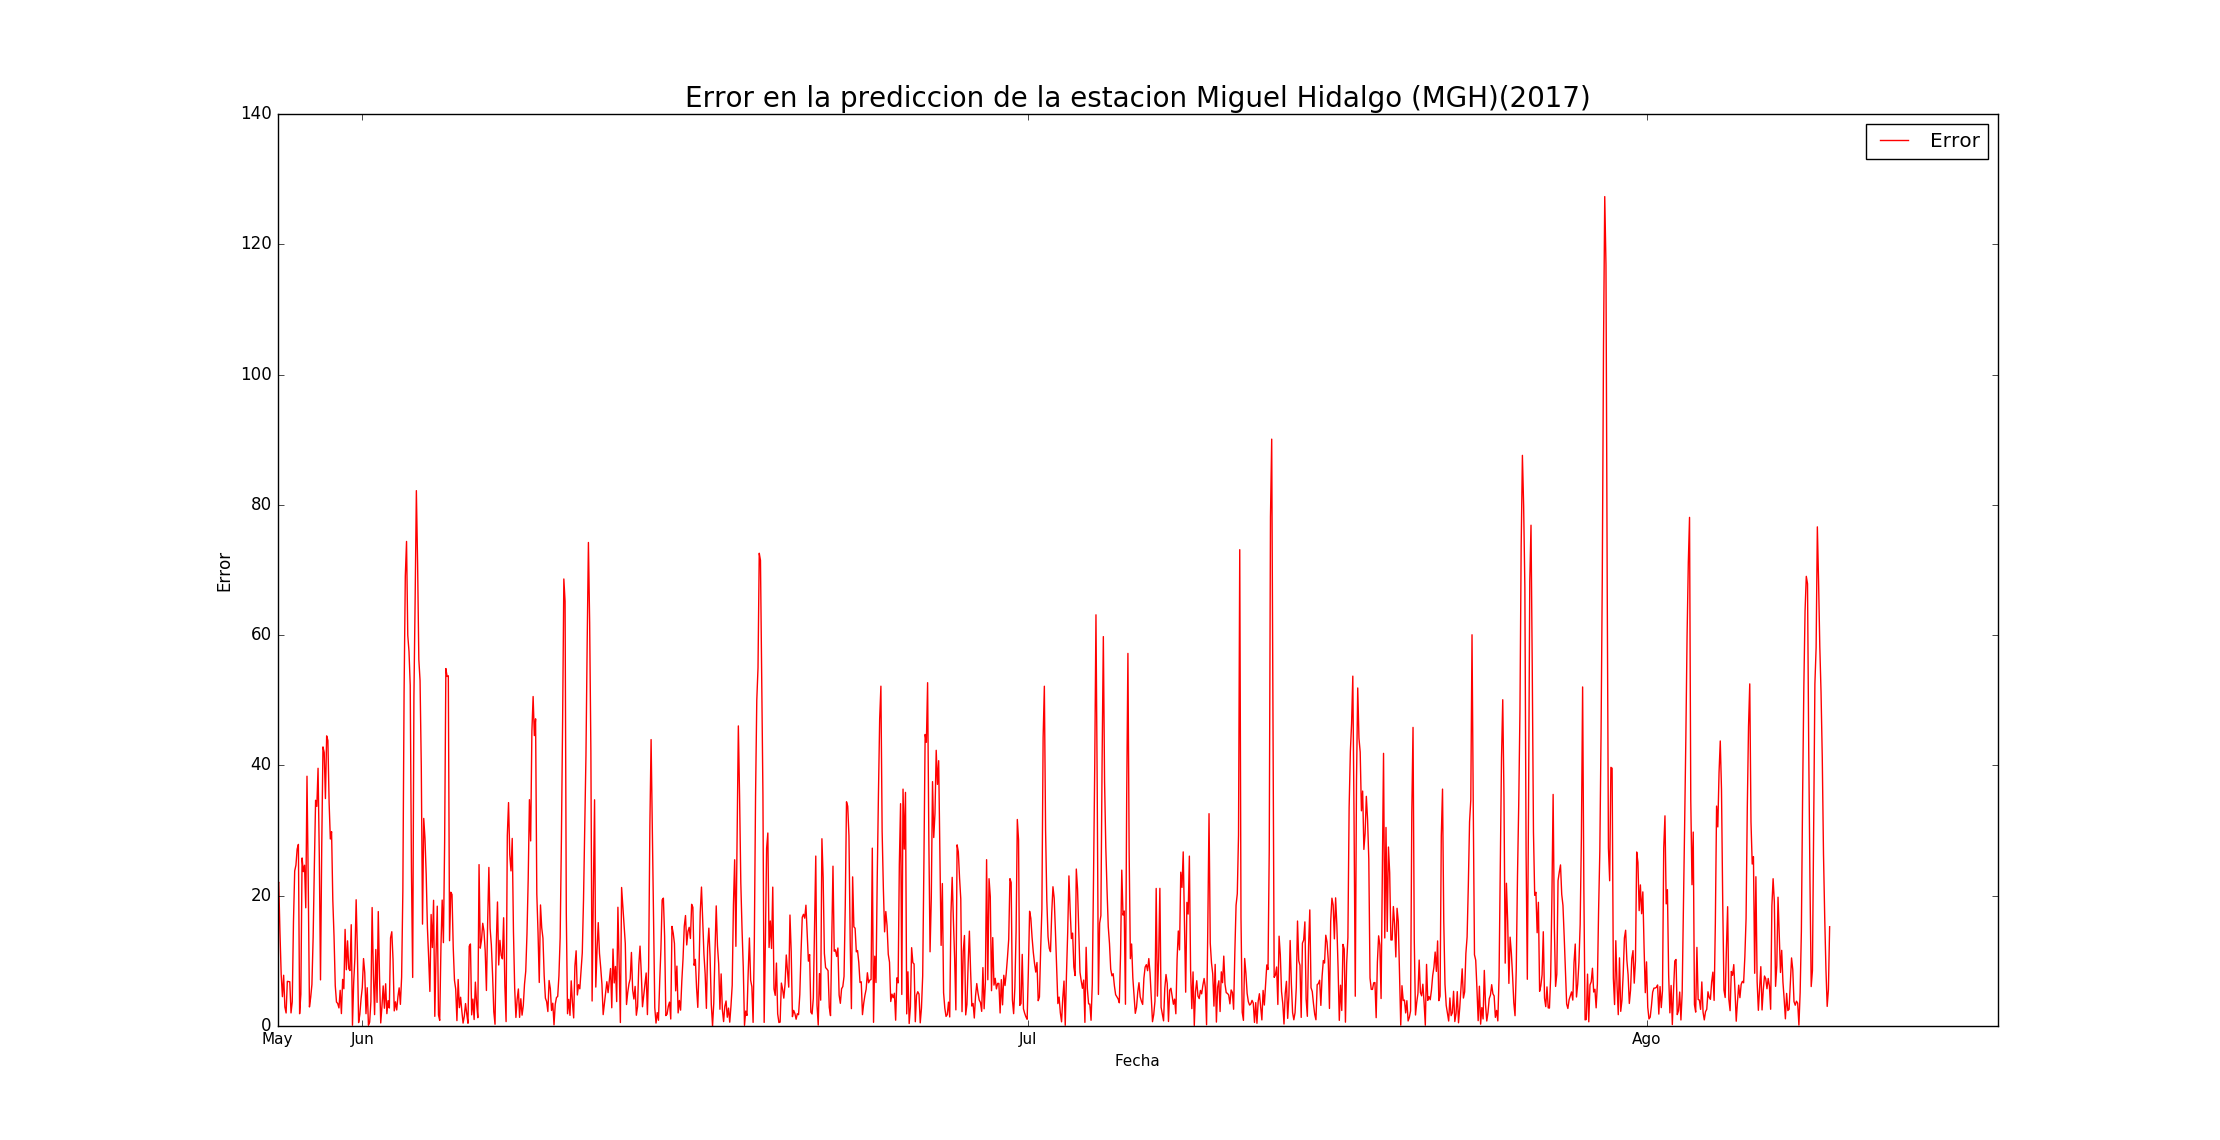 Error en la prediccion de la estacion Miguel Hidalgo (MGH)(2017)
140
Error
120
100
80
60
Error
40
20
0
May Jun Jul Ago
Fecha